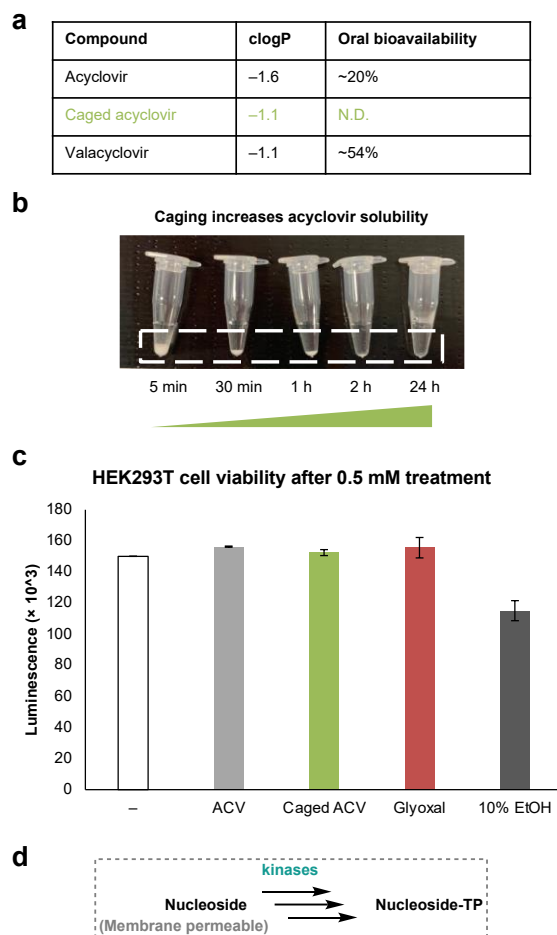 a
Compound clogP Oral bioavailability
Acyclovir –1.6 ~20%
Caged acyclovir –1.1 N.D.
Valacyclovir –1.1 ~54%
b
Caging increases acyclovir solubility
5 min 30 min 1 h 2 h 24 h
c
HEK293T cell viability after 0.5 mM treatment
Luminescence (× 10^3)
180
160
140
120
100
80
60
40
20
0
– ACV Caged ACV Glyoxal 10% EtOH
d
kinases
Nucleoside Nucleoside-TP
(Membrane permeable)